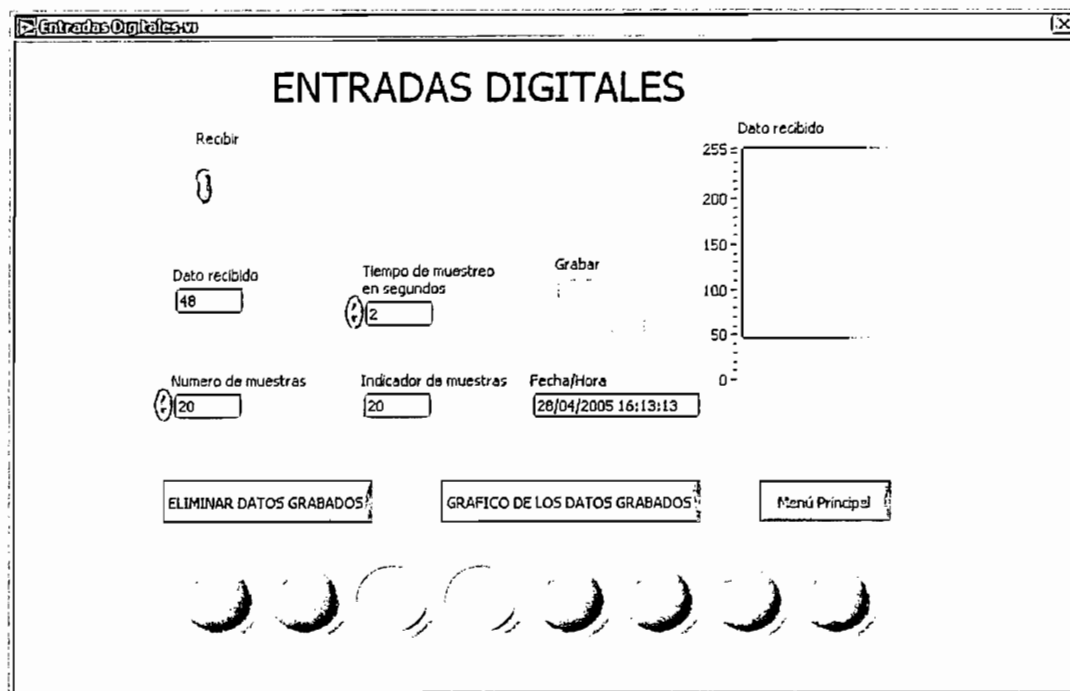 Entradas Digitales.vi
ENTRADAS DIGITALES
Recibir
Dato recibido
255
200
150
100
50
0
Dato recibido
48
Tiempo de muestreo
en segundos
2
Grabar
Numero de muestras
20
Indicador de muestras
20
Fecha/Hora
28/04/2005 16:13:13
ELIMINAR DATOS GRABADOS
GRAFICO DE LOS DATOS GRABADOS
Menú Principal